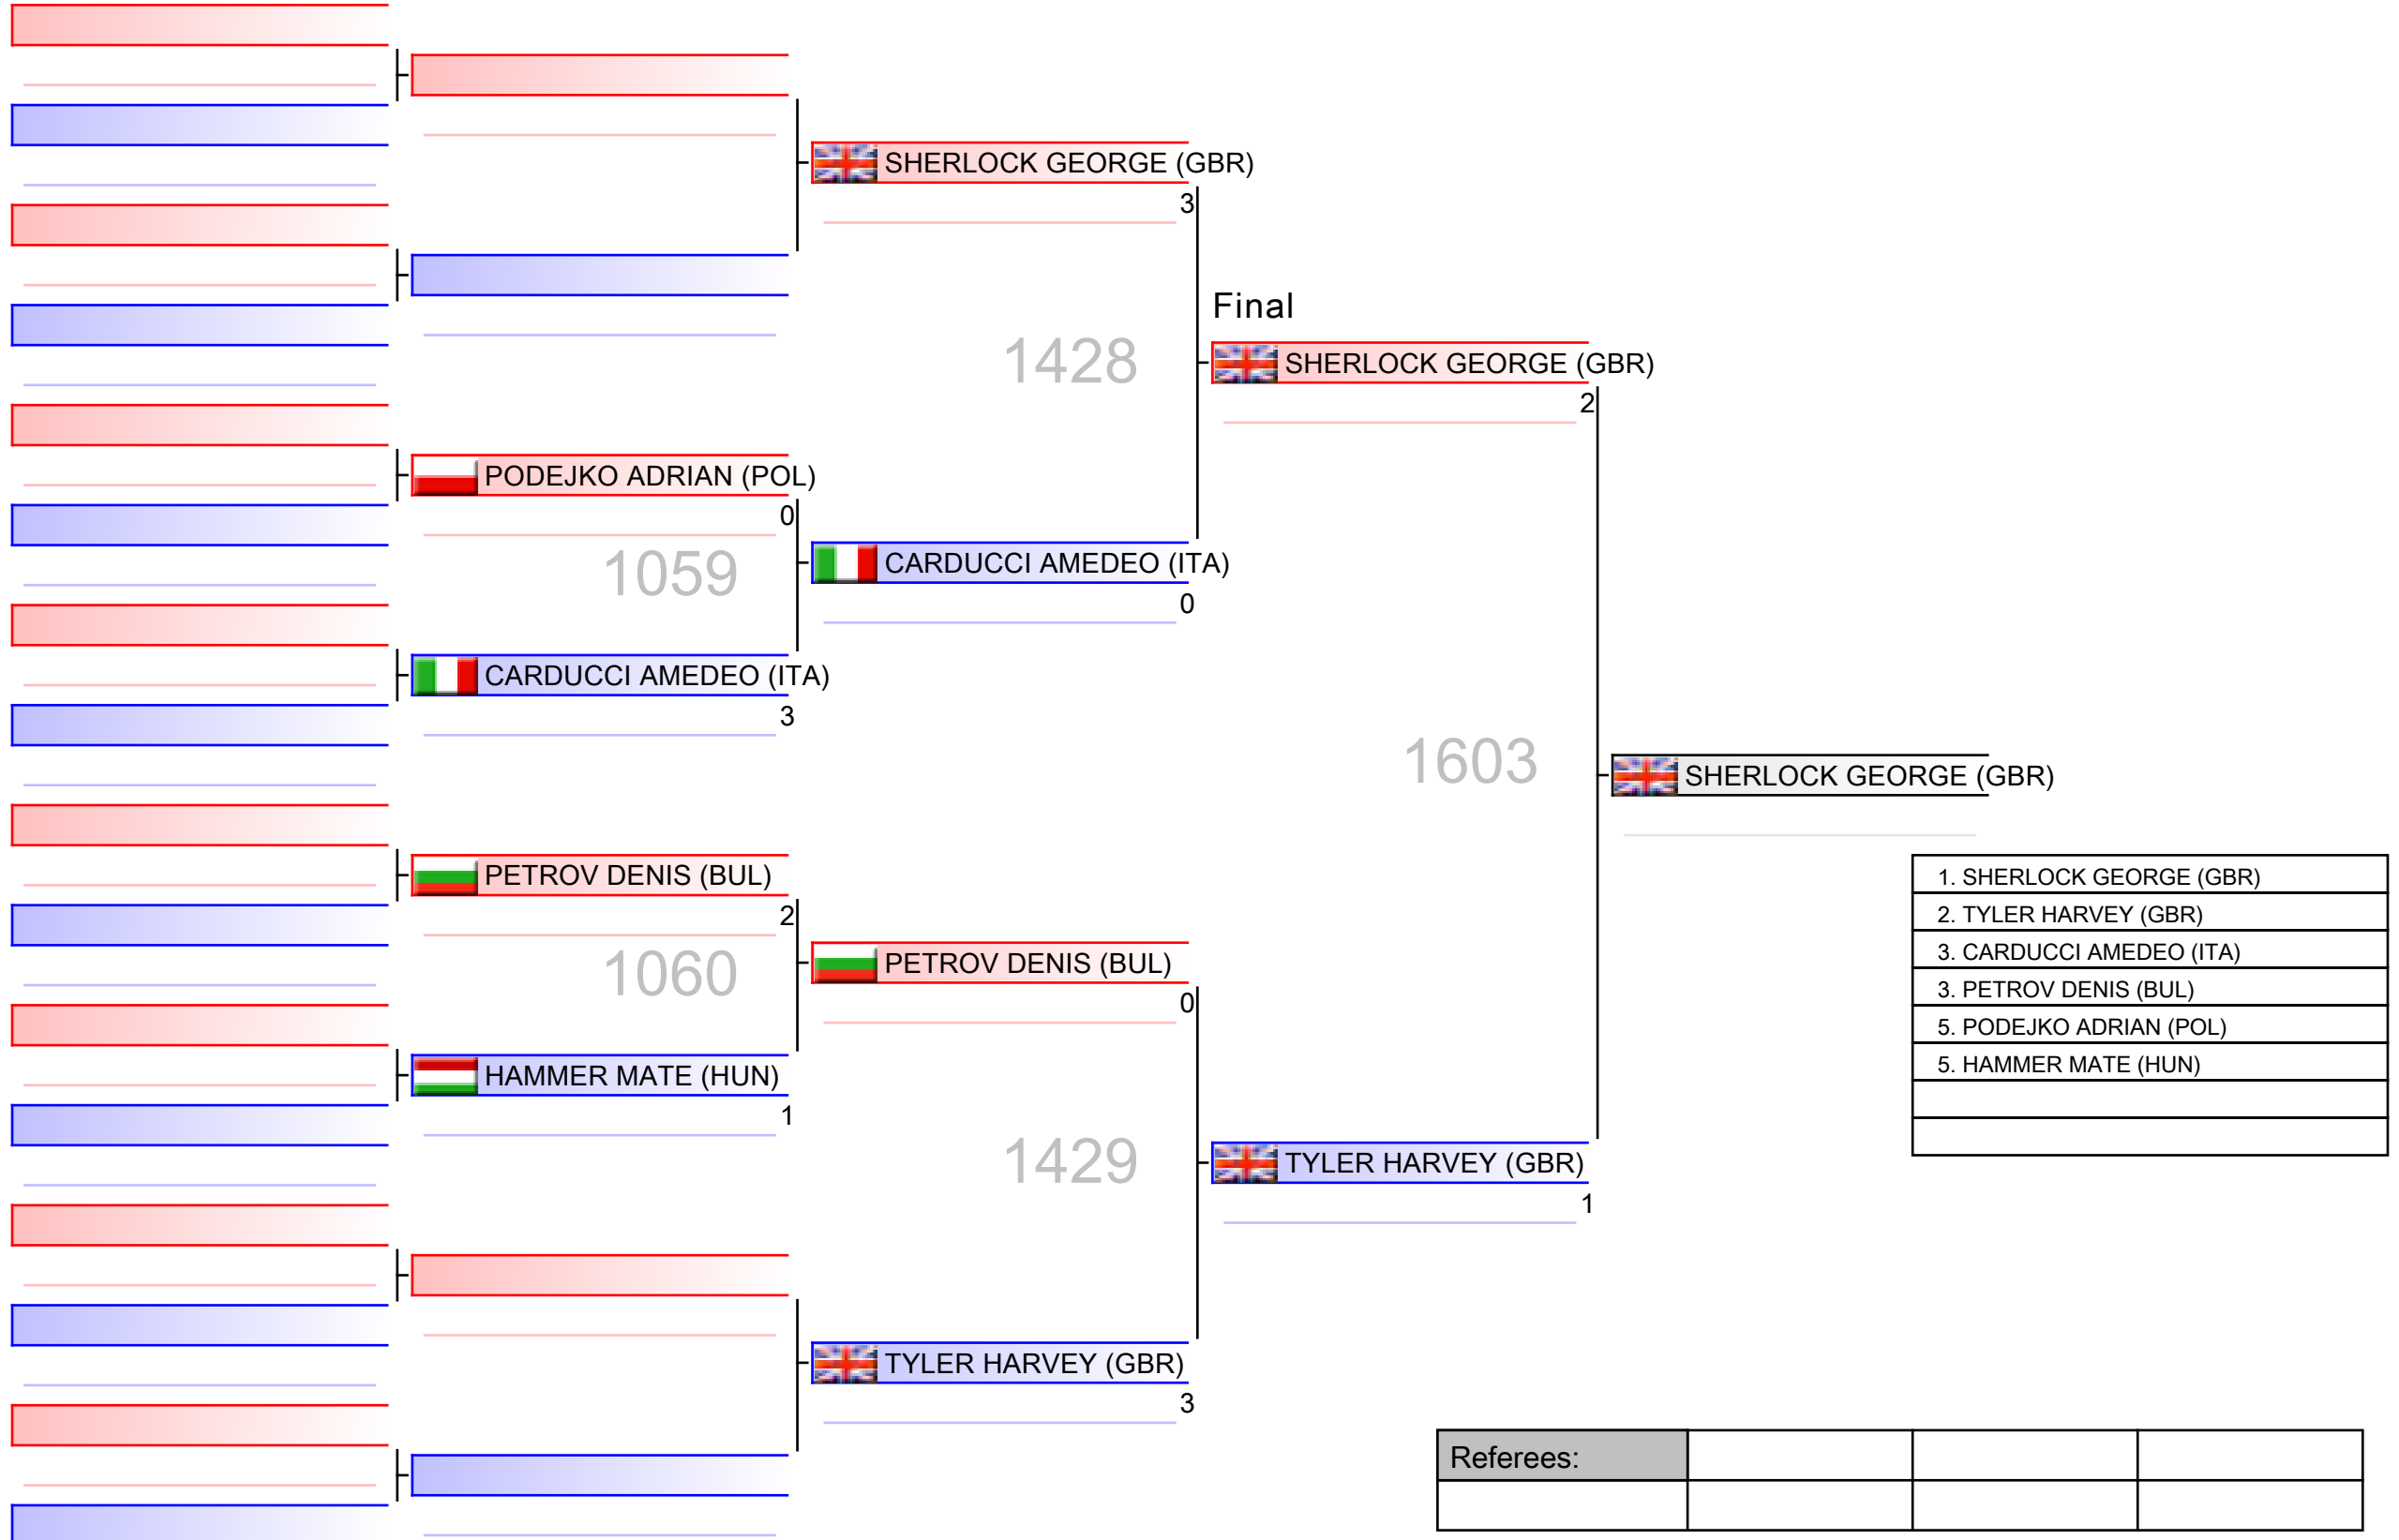 SHERLOCK GEORGE (GBR)
3
Final
1428
SHERLOCK GEORGE (GBR)
2
PODEJKO ADRIAN (POL)
0
1059
CARDUCCI AMEDEO (ITA)
0
CARDUCCI AMEDEO (ITA)
3
1603
SHERLOCK GEORGE (GBR)
PETROV DENIS (BUL)
2
1060
PETROV DENIS (BUL)
0
HAMMER MATE (HUN)
1
1429
TYLER HARVEY (GBR)
1
TYLER HARVEY (GBR)
3
1. SHERLOCK GEORGE (GBR)
2. TYLER HARVEY (GBR)
3. CARDUCCI AMEDEO (ITA)
3. PETROV DENIS (BUL)
5. PODEJKO ADRIAN (POL)
5. HAMMER MATE (HUN)
Referees: